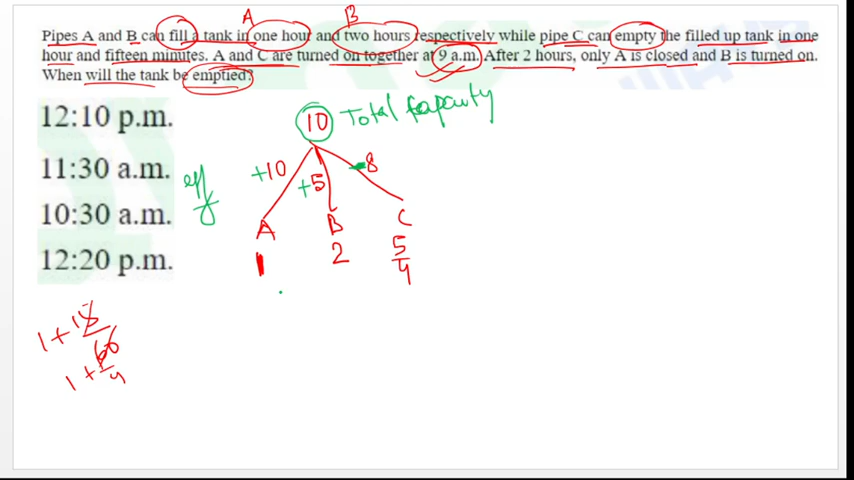 A B
Pipes A and B can fill a tank in one hour and two hours respectively while pipe C can empty the filled up tank in one
hour and fifteen minutes. A and C are turned on together at 9 a.m. After 2 hours, only A is closed and B is turned on.
When will the tank be emptied?
12:10 p.m.
11:30 a.m.
10:30 a.m.
12:20 p.m.
10 Total
eff
+10 +5 -8
A B C
1 2 5/4
1 + 15/60
1 + 1/4